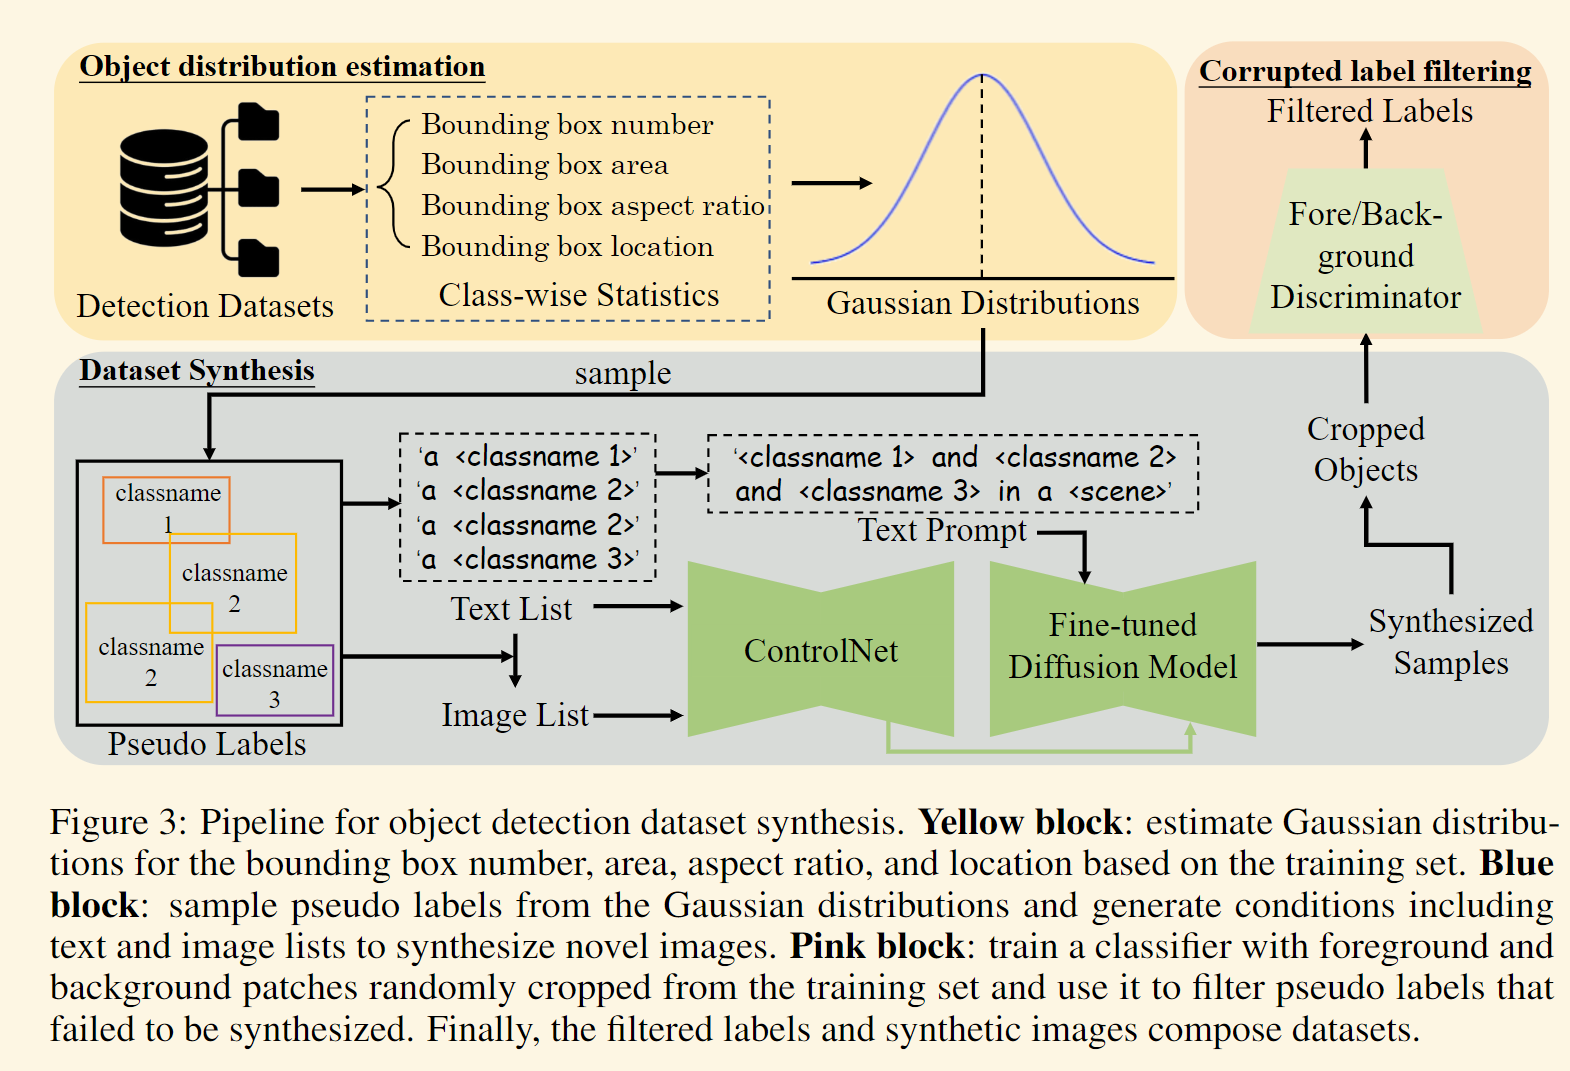 Object distribution estimation
Bounding box number
Bounding box area
Bounding box aspect ratio
Bounding box location
Class-wise Statistics
Detection Datasets
Gaussian Distributions
Corrupted label filtering
Filtered Labels
Fore/Back-
ground
Discriminator
Dataset Synthesis
sample
classname
1
classname
2
classname
2
classname
3
Pseudo Labels
‘a <classname 1>’
‘a <classname 2>’
‘a <classname 2>’
‘a <classname 3>’
Text List
Image List
‘<classname 1> and <classname 2>
and <classname 3> in a <scene>’
Text Prompt
ControlNet
Fine-tuned
Diffusion Model
Synthesized
Samples
Cropped
Objects
Figure 3: Pipeline for object detection dataset synthesis. Yellow block: estimate Gaussian distribu-
tions for the bounding box number, area, aspect ratio, and location based on the training set. Blue
block: sample pseudo labels from the Gaussian distributions and generate conditions including
text and image lists to synthesize novel images. Pink block: train a classifier with foreground and
background patches randomly cropped from the training set and use it to filter pseudo labels that
failed to be synthesized. Finally, the filtered labels and synthetic images compose datasets.